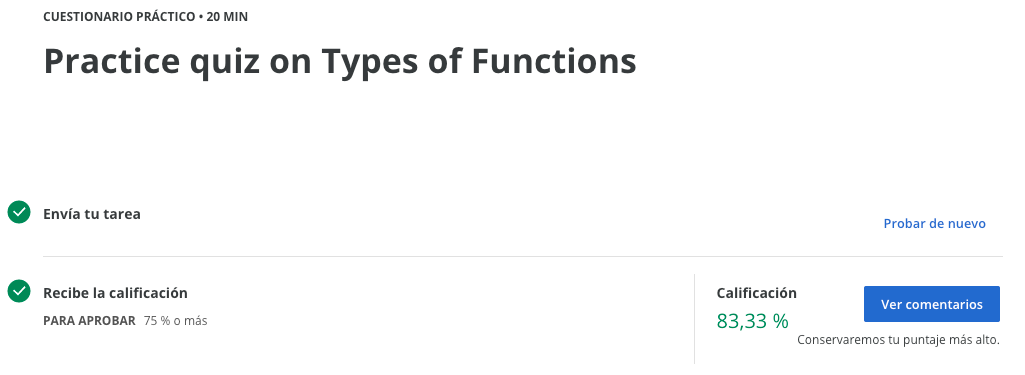 CUESTIONARIO PRÁCTICO • 20 MIN
Practice quiz on Types of Functions
Envía tu tarea
Probar de nuevo
Recibe la calificación
PARA APROBAR 75 % o más
Calificación
83,33 %
Ver comentarios
Conservaremos tu puntaje más alto.